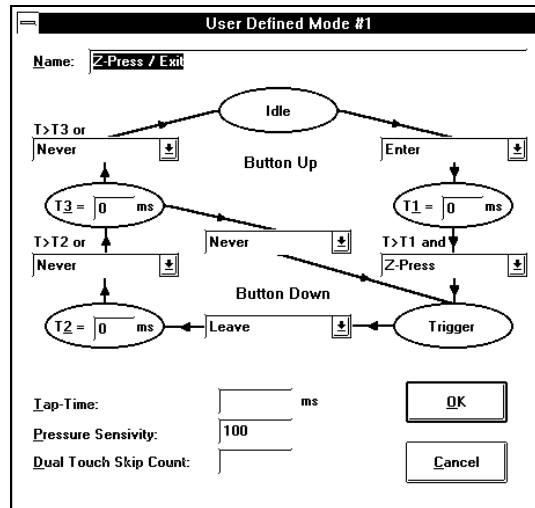 User Defined Mode #1
Name: Z-Press / Exit
Idle
T>T3 or
Never
Button Up
Enter
T3 = 0 ms
T1 = 0 ms
T>T2 or
Never
Never
T>T1 and
Z-Press
Button Down
T2 = 0 ms
Leave
Trigger
Tap-Time: ms
OK
Pressure Sensivity: 100
Dual Touch Skip Count:
Cancel